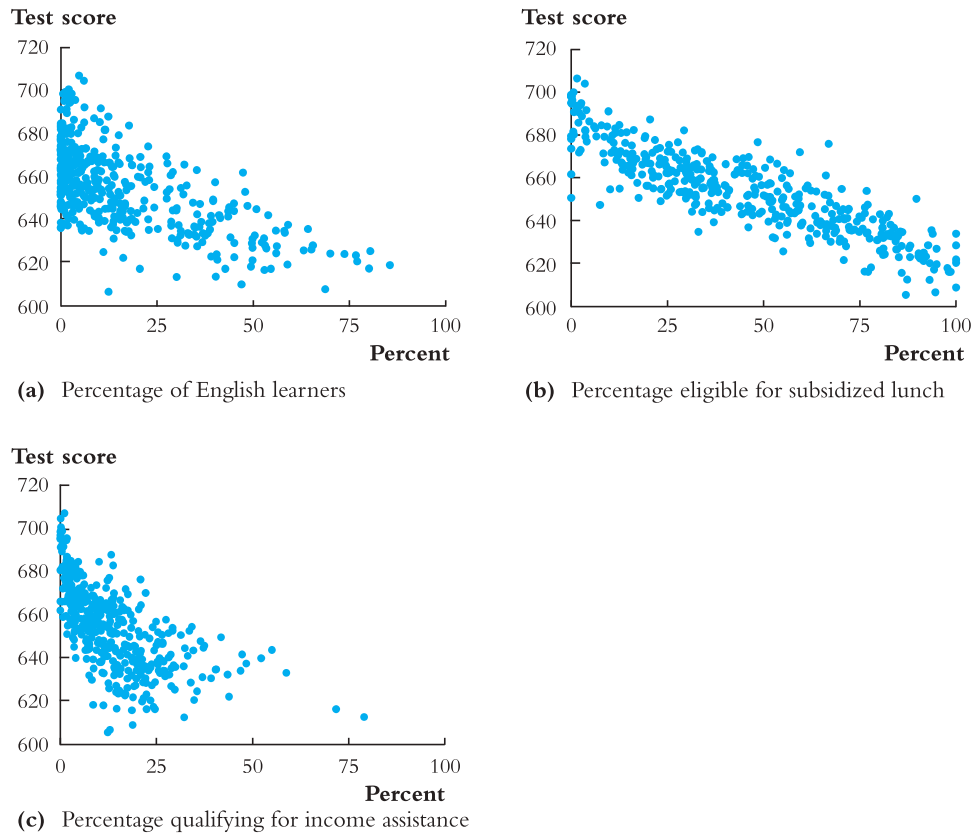 Test score
720
700
680
660
640
620
600
0 25 50 75 100
Percent
(a) Percentage of English learners
Test score
720
700
680
660
640
620
600
0 25 50 75 100
Percent
(b) Percentage eligible for subsidized lunch
Test score
720
700
680
660
640
620
600
0 25 50 75 100
Percent
(c) Percentage qualifying for income assistance